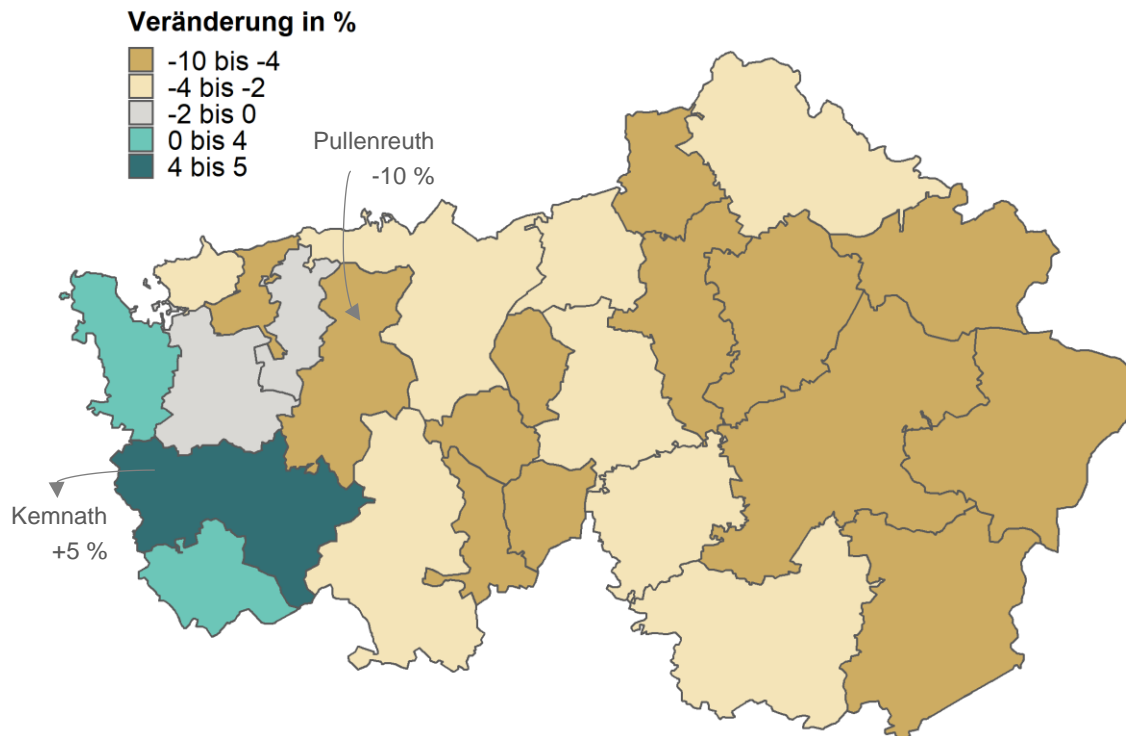 Veränderung in %
-10 bis -4
-4 bis -2
-2 bis 0
0 bis 4
4 bis 5
Pullenreuth
-10 %
Kemnath
+5 %